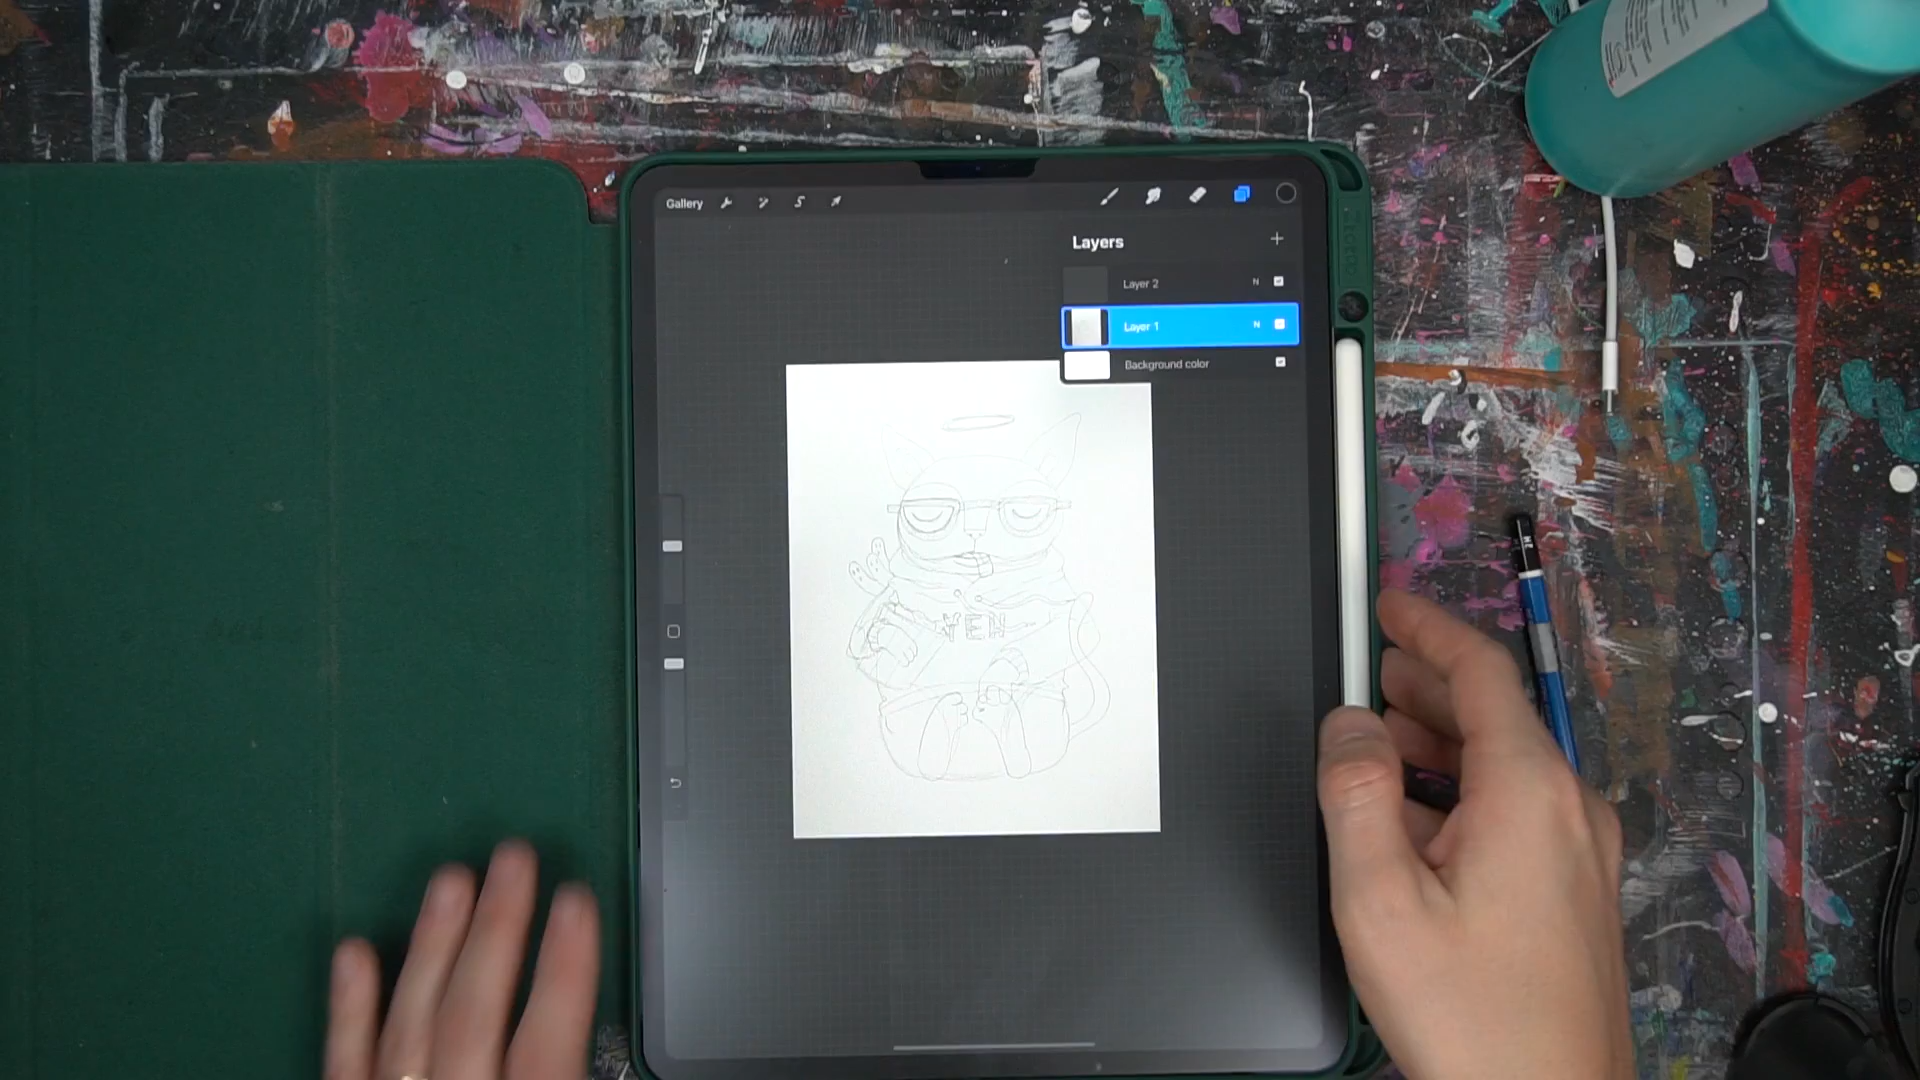 Gallery
Layers
Layer 2 N
Layer 1 N
Background color
YEN